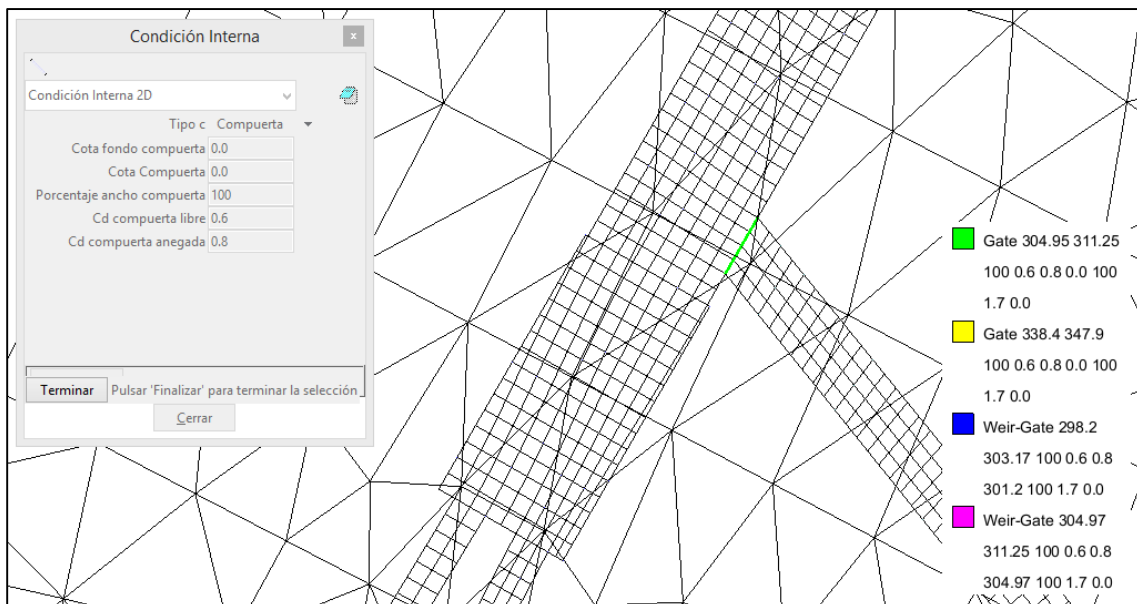 Condición Interna
x
Condición Interna 2D
Tipo c Compuerta
Cota fondo compuerta 0.0
Cota Compuerta 0.0
Porcentaje ancho compuerta 100
Cd compuerta libre 0.6
Cd compuerta anegada 0.8
Terminar Pulsar 'Finalizar' para terminar la selección
Cerrar
Gate 304.95 311.25
100 0.6 0.8 0.0 100
1.7 0.0
Gate 338.4 347.9
100 0.6 0.8 0.0 100
1.7 0.0
Weir-Gate 298.2
303.17 100 0.6 0.8
301.2 100 1.7 0.0
Weir-Gate 304.97
311.25 100 0.6 0.8
304.97 100 1.7 0.0